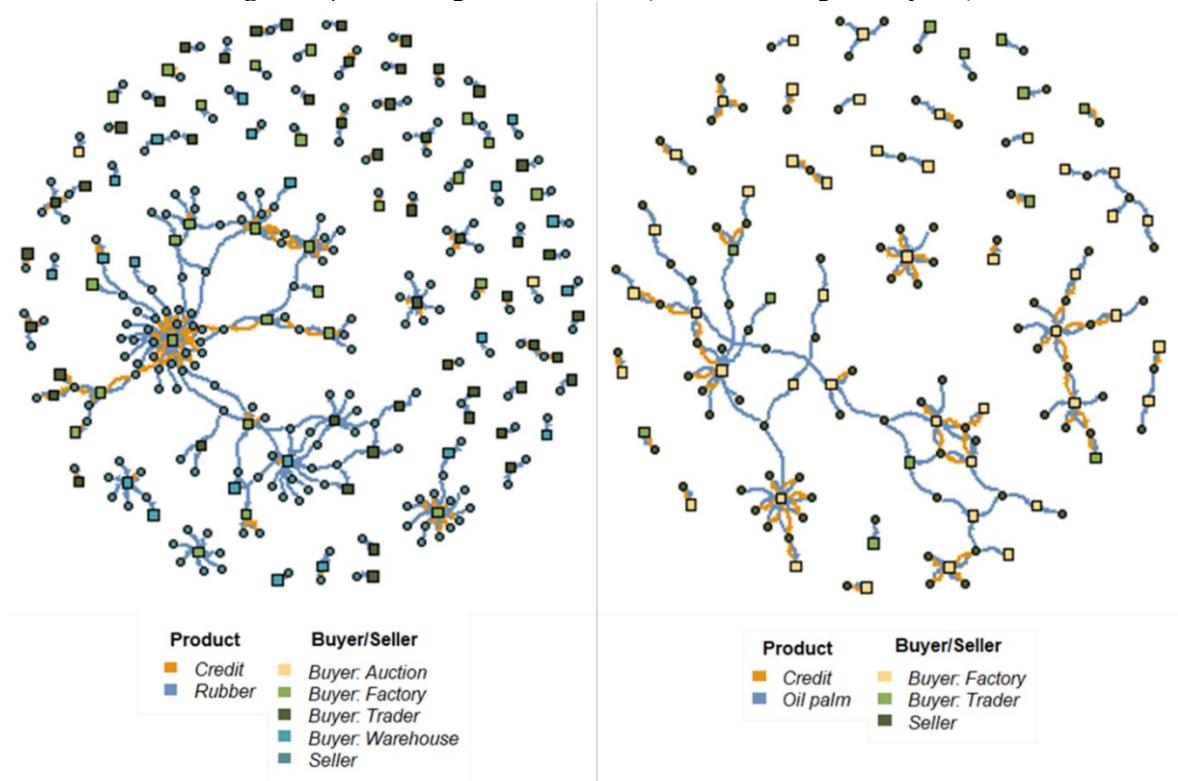 Product
Credit
Rubber
Buyer/Seller
Buyer: Auction
Buyer: Factory
Buyer: Trader
Buyer: Warehouse
Seller
Product
Credit
Oil palm
Buyer/Seller
Buyer: Factory
Buyer: Trader
Seller